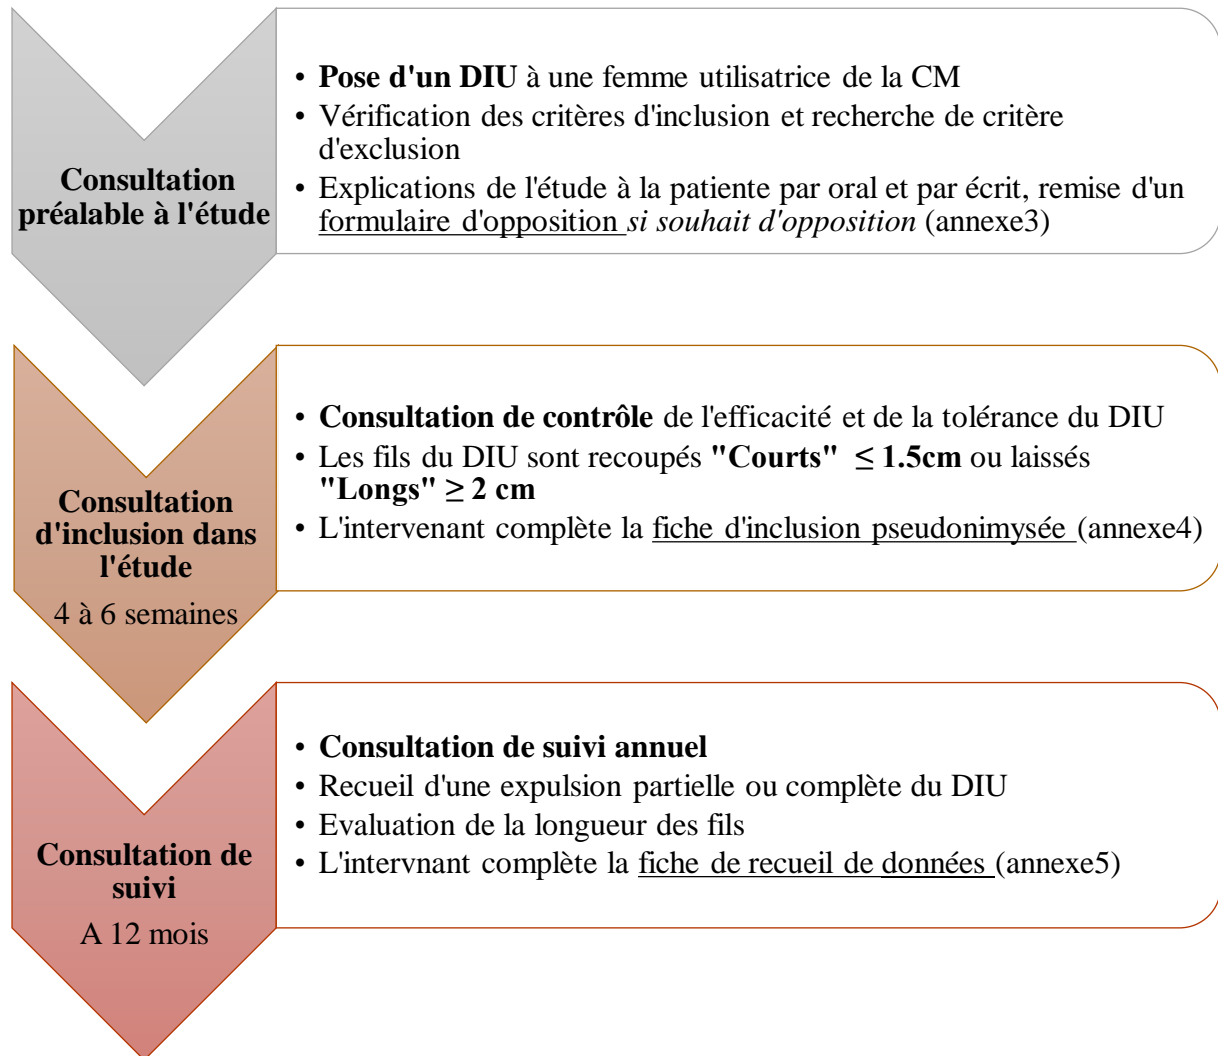 Consultation
préalable à l'étude
• Pose d'un DIU à une femme utilisatrice de la CM
• Vérification des critères d'inclusion et recherche de critère
d'exclusion
• Explications de l'étude à la patiente par oral et par écrit, remise d'un
formulaire d'opposition si souhait d'opposition (annexe3)
Consultation
d'inclusion dans
l'étude
4 à 6 semaines
• Consultation de contrôle de l'efficacité et de la tolérance du DIU
• Les fils du DIU sont recoupés "Courts" ≤ 1.5cm ou laissés
"Longs" ≥ 2 cm
• L'intervenant complète la fiche d'inclusion pseudonimysée (annexe4)
Consultation de
suivi
A 12 mois
• Consultation de suivi annuel
• Recueil d'une expulsion partielle ou complète du DIU
• Evaluation de la longueur des fils
• L'intervnant complète la fiche de recueil de données (annexe5)